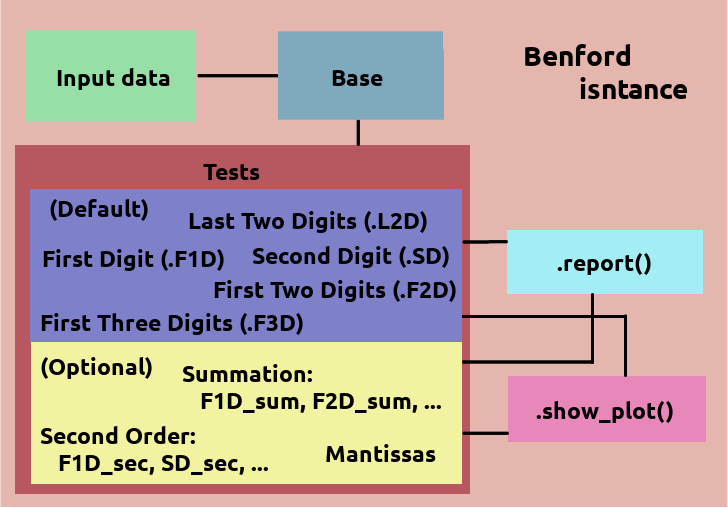 Input data
Base
Benford
isntance
Tests
(Default)
Last Two Digits (.L2D)
First Digit (.F1D)
Second Digit (.SD)
First Two Digits (.F2D)
First Three Digits (.F3D)
.report()
(Optional)
Summation:
F1D_sum, F2D_sum, ...
Second Order:
F1D_sec, SD_sec, ...
Mantissas
.show_plot()